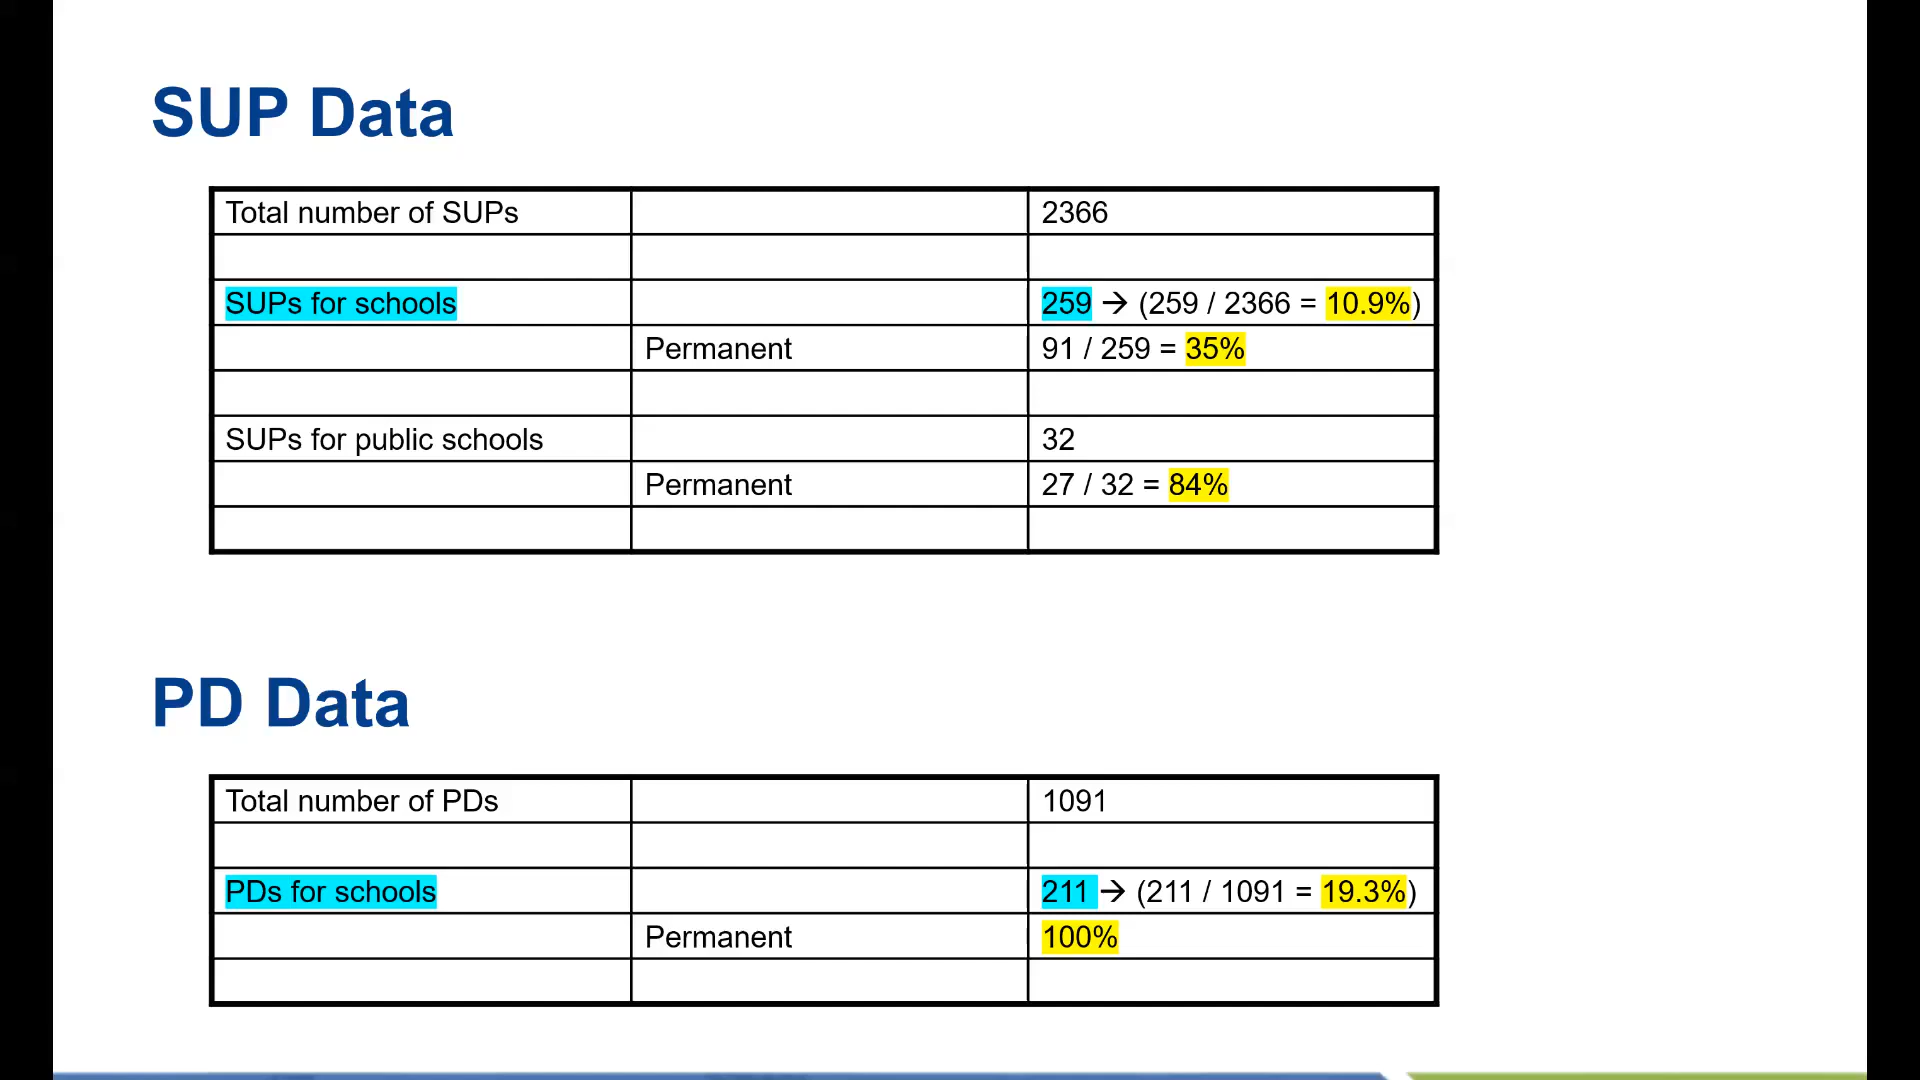 SUP Data
Total number of SUPs 2366
SUPs for schools 259 → (259 / 2366 = 10.9%)
Permanent 91 / 259 = 35%
SUPs for public schools 32
Permanent 27 / 32 = 84%
PD Data
Total number of PDs 1091
PDs for schools 211 → (211 / 1091 = 19.3%)
Permanent 100%